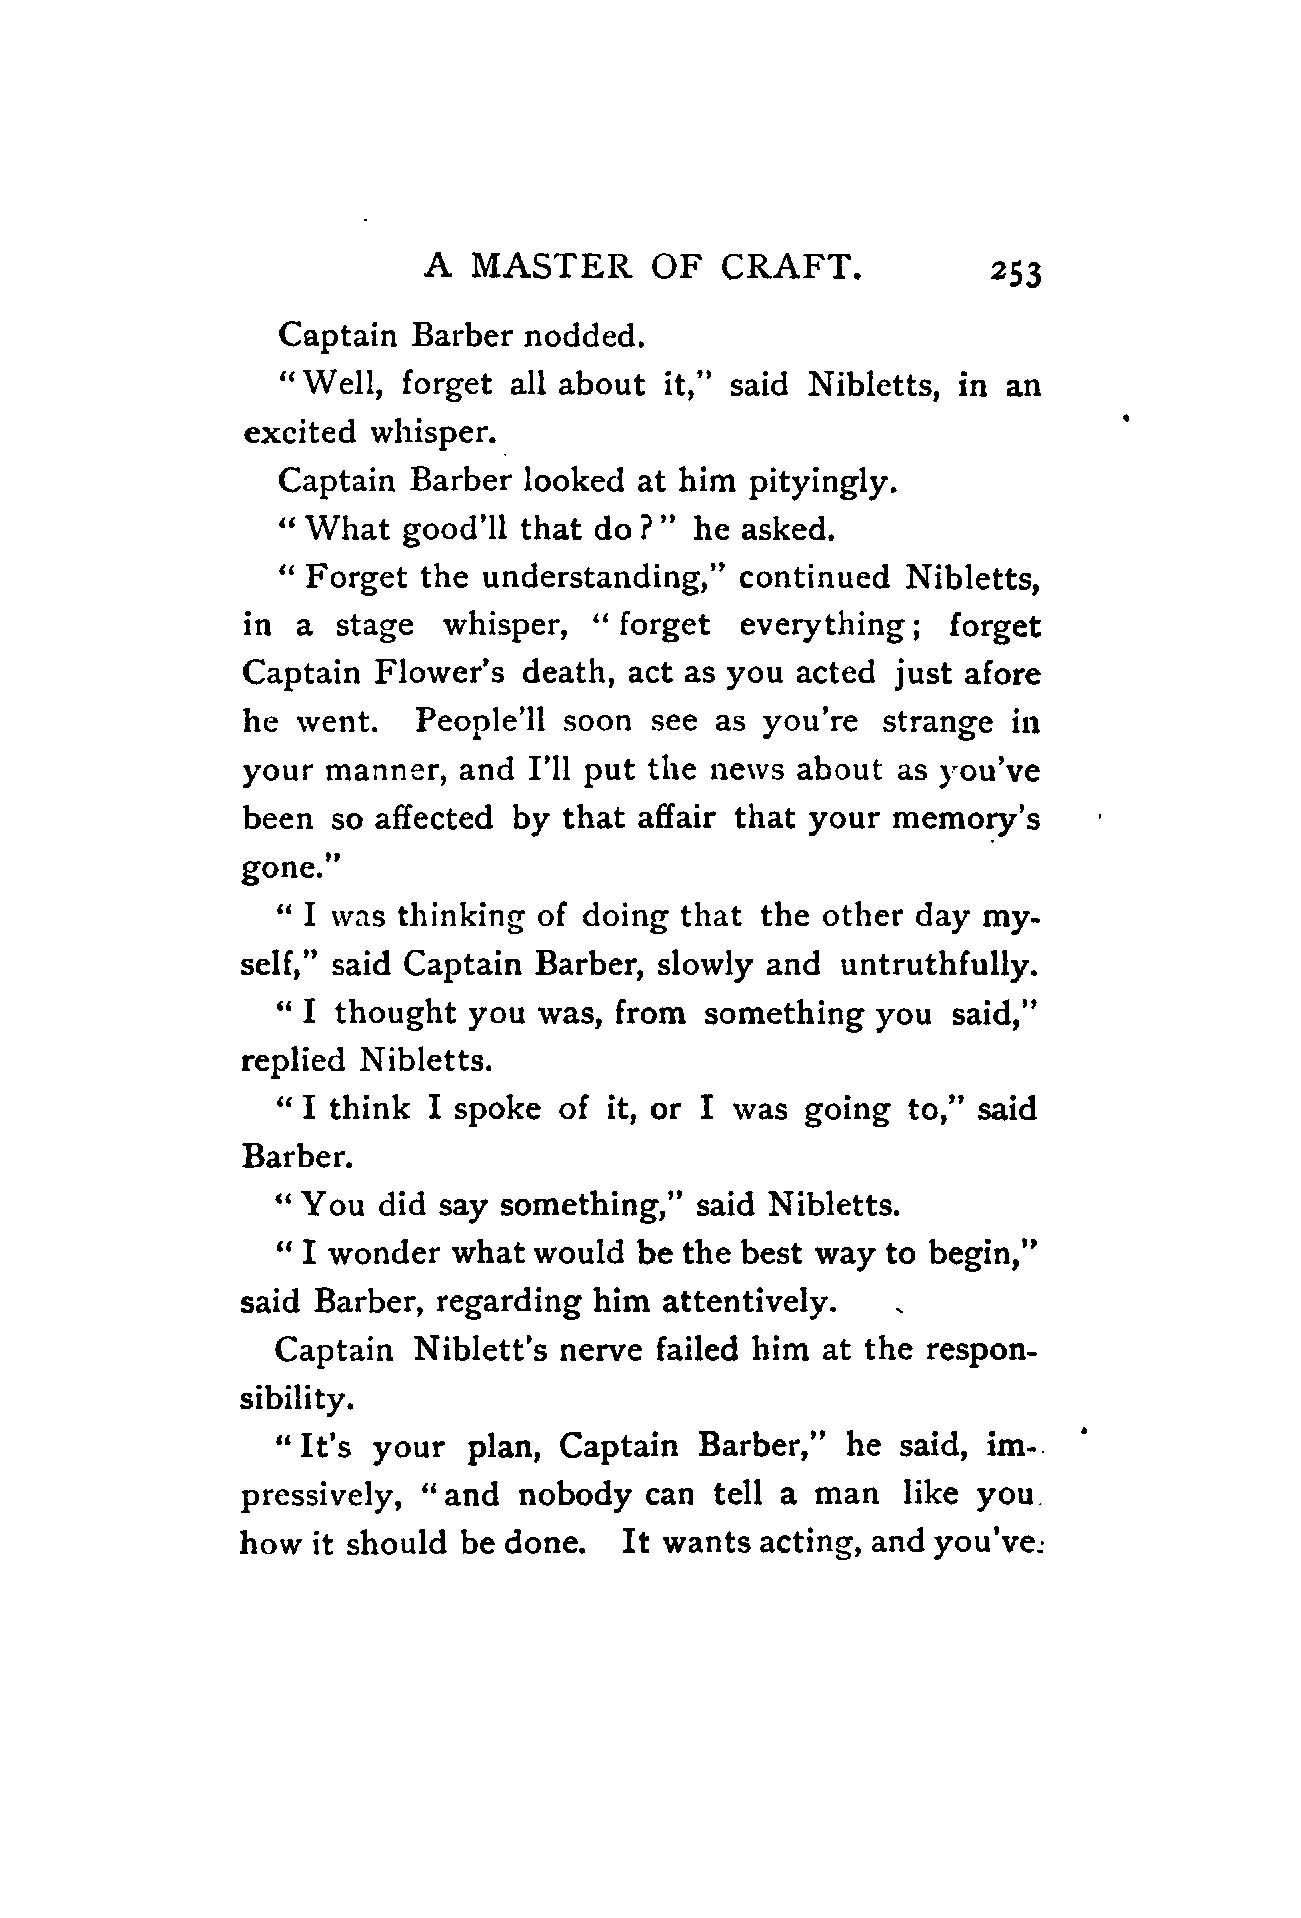 A MASTER OF CRAFT. 253
Captain Barber nodded.
"Well, forget all about it," said Nibletts, in an
excited whisper.
Captain Barber looked at him pityingly.
"What good'll that do?" he asked.
"Forget the understanding," continued Nibletts,
in a stage whisper, "forget everything; forget
Captain Flower's death, act as you acted just afore
he went. People'll soon see as you're strange in
your manner, and I'll put the news about as you've
been so affected by that affair that your memory's
gone."
"I was thinking of doing that the other day my-
self," said Captain Barber, slowly and untruthfully.
"I thought you was, from something you said,"
replied Nibletts.
"I think I spoke of it, or I was going to," said
Barber.
"You did say something," said Nibletts.
"I wonder what would be the best way to begin,"
said Barber, regarding him attentively.
Captain Niblett's nerve failed him at the respon-
sibility.
"It's your plan, Captain Barber," he said, im-
pressively, "and nobody can tell a man like you
how it should be done. It wants acting, and you've